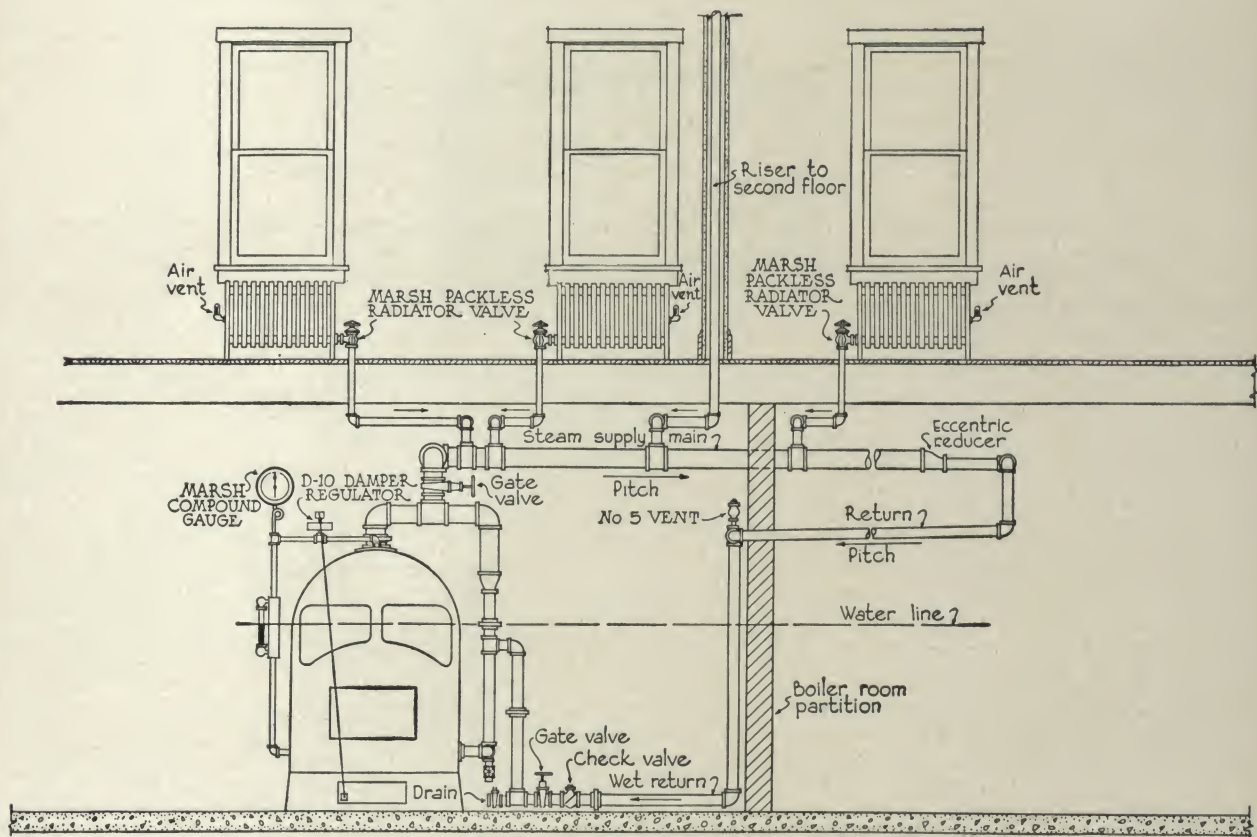 Riser to
second floor
Air
vent
MARSH PACKLESS
RADIATOR VALVE
Air
vent
MARSH
PACKLESS
RADIATOR
VALVE
Air
vent
Steam supply main
Eccentric
reducer
MARSH
COMPOUND
GAUGE
D-10 DAMPER
REGULATOR
Gate
valve
Pitch
No 5 VENT
Return
Pitch
Water line
Boiler room
partition
Gate valve
Check valve
Drain
Wet return